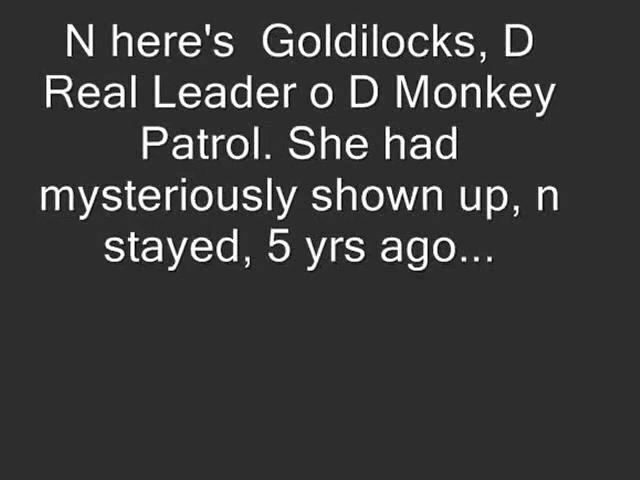 N here's  Goldilocks, D
Real Leader o D Monkey
Patrol. She had
mysteriously shown up, n
stayed, 5 yrs ago...